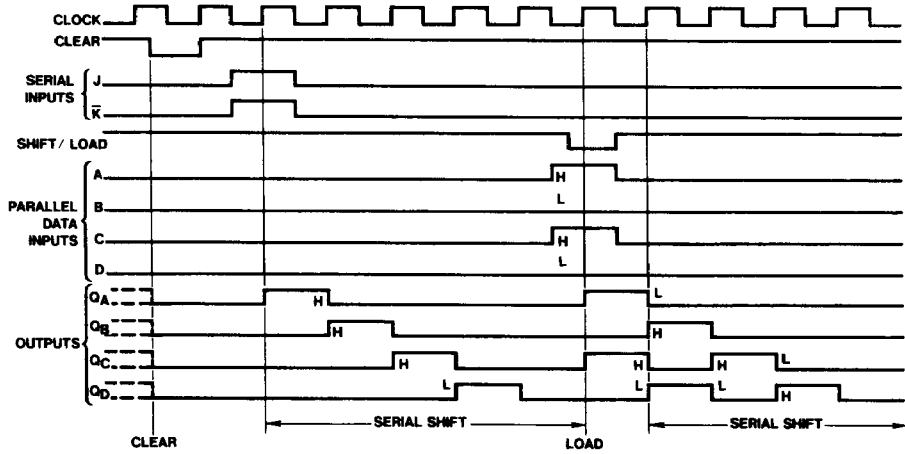 CLOCK
CLEAR
SERIAL INPUTS
J
K̅
SHIFT / LOAD
PARALLEL DATA INPUTS
A H
B L
C H
D L
OUTPUTS
QA H L
QB H H
QC H H H L
QD L L L H
SERIAL SHIFT SERIAL SHIFT
CLEAR LOAD